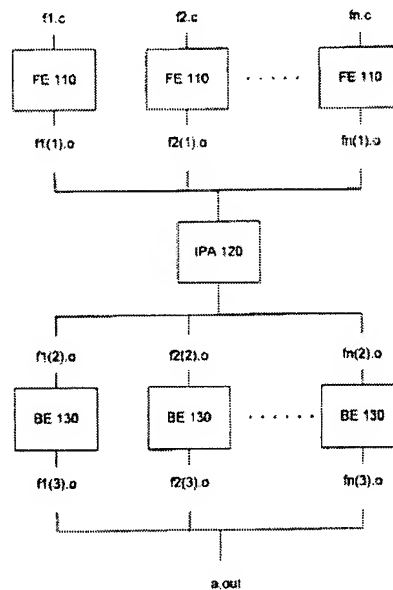 f1.c f2.c fn.c
FE 110 FE 110 . . . . . FE 110
f1(1).o f2(1).o fn(1).o
IPA 120
f1(2).o f2(2).o fn(2).o
BE 130 BE 130 . . . . . . BE 130
f1(3).o f2(3).o fn(3).o
a.out